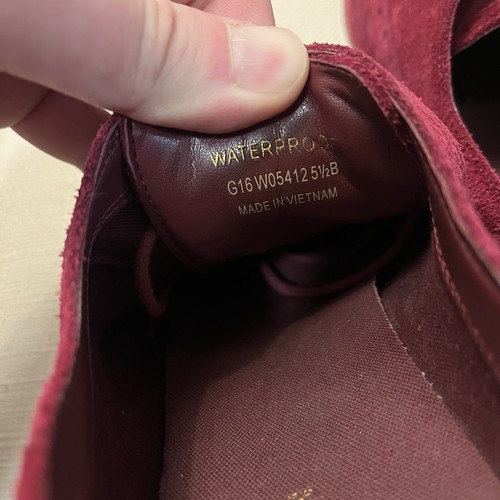 WATERPROOF
G16 W05412 5½B
MADE IN VIETNAM